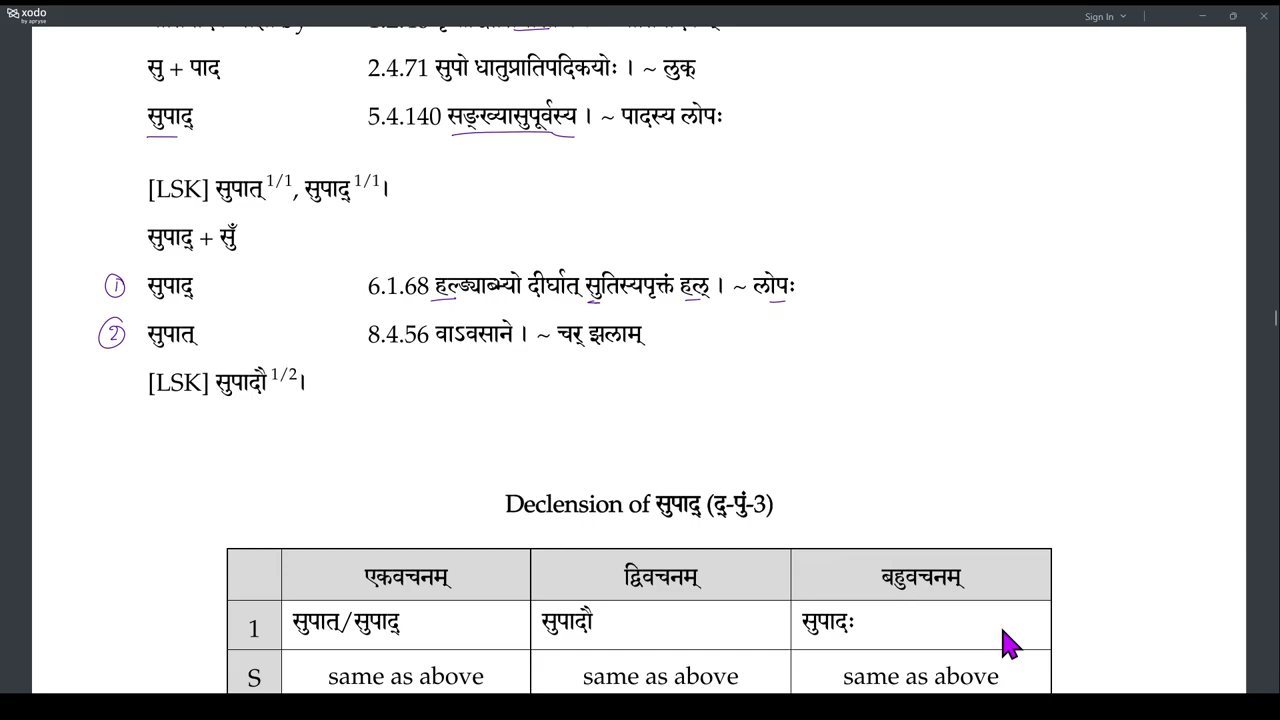 xodo
by apryse
Sign In
सु + पाद 2.4.71 सुपो धातुप्रातिपदिकयोः । ~ लुक्
सुपाद् 5.4.140 सङ्ख्यासुपूर्वस्य । ~ पादस्य लोपः
[LSK] सुपात् 1/1, सुपाद् 1/1।
सुपाद् + सुँ
① सुपाद् 6.1.68 हल्ङ्याब्भ्यो दीर्घात् सुतिस्यपृक्तं हल् । ~ लोपः
② सुपात् 8.4.56 वाऽवसाने । ~ चर् झलाम्
[LSK] सुपादौ 1/2।
Declension of सुपाद् (द्-पुं-3)
एकवचनम् द्विवचनम् बहुवचनम्
1 सुपात्/सुपाद् सुपादौ सुपादः
S same as above same as above same as above